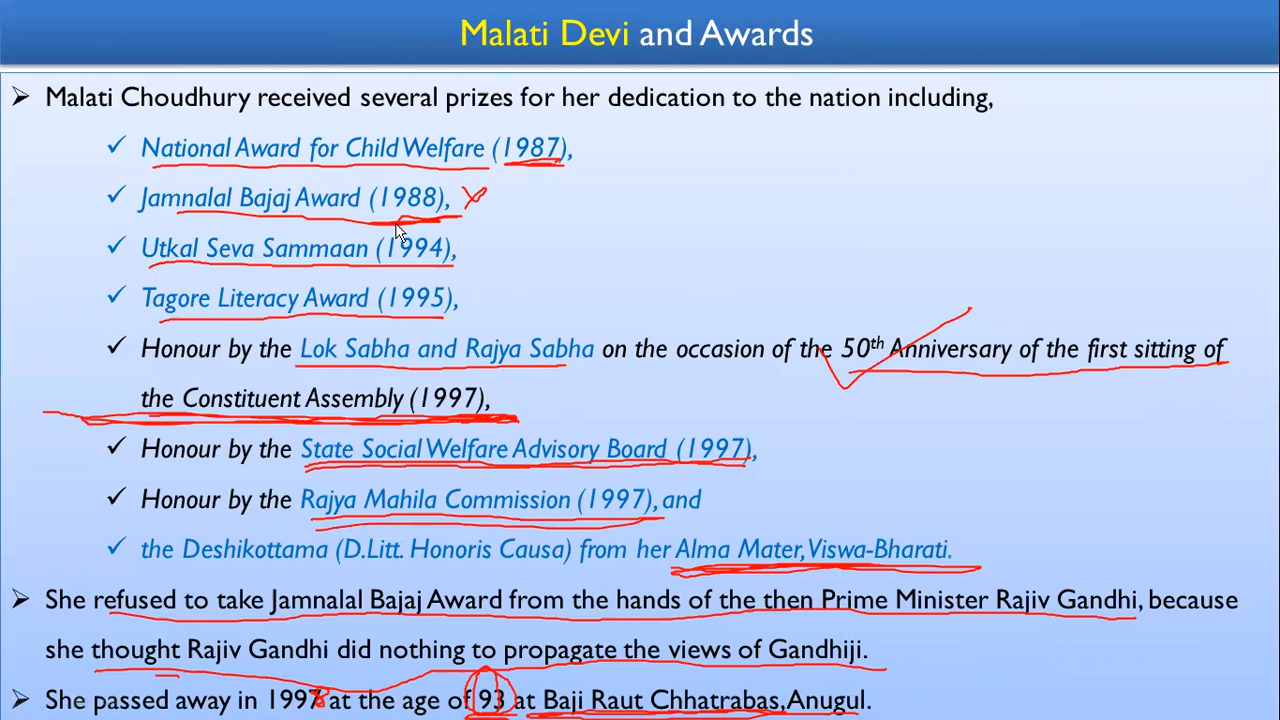 Malati Devi and Awards
➢ Malati Choudhury received several prizes for her dedication to the nation including,
✓ National Award for Child Welfare (1987),
✓ Jamnalal Bajaj Award (1988),
✓ Utkal Seva Sammaan (1994),
✓ Tagore Literacy Award (1995),
✓ Honour by the Lok Sabha and Rajya Sabha on the occasion of the 50th Anniversary of the first sitting of
the Constituent Assembly (1997),
✓ Honour by the State Social Welfare Advisory Board (1997),
✓ Honour by the Rajya Mahila Commission (1997), and
✓ the Deshikottama (D.Litt. Honoris Causa) from her Alma Mater, Viswa-Bharati.
➢ She refused to take Jamnalal Bajaj Award from the hands of the then Prime Minister Rajiv Gandhi, because
she thought Rajiv Gandhi did nothing to propagate the views of Gandhiji.
➢ She passed away in 1998 at the age of 93 at Baji Raut Chhatrabas, Anugul.